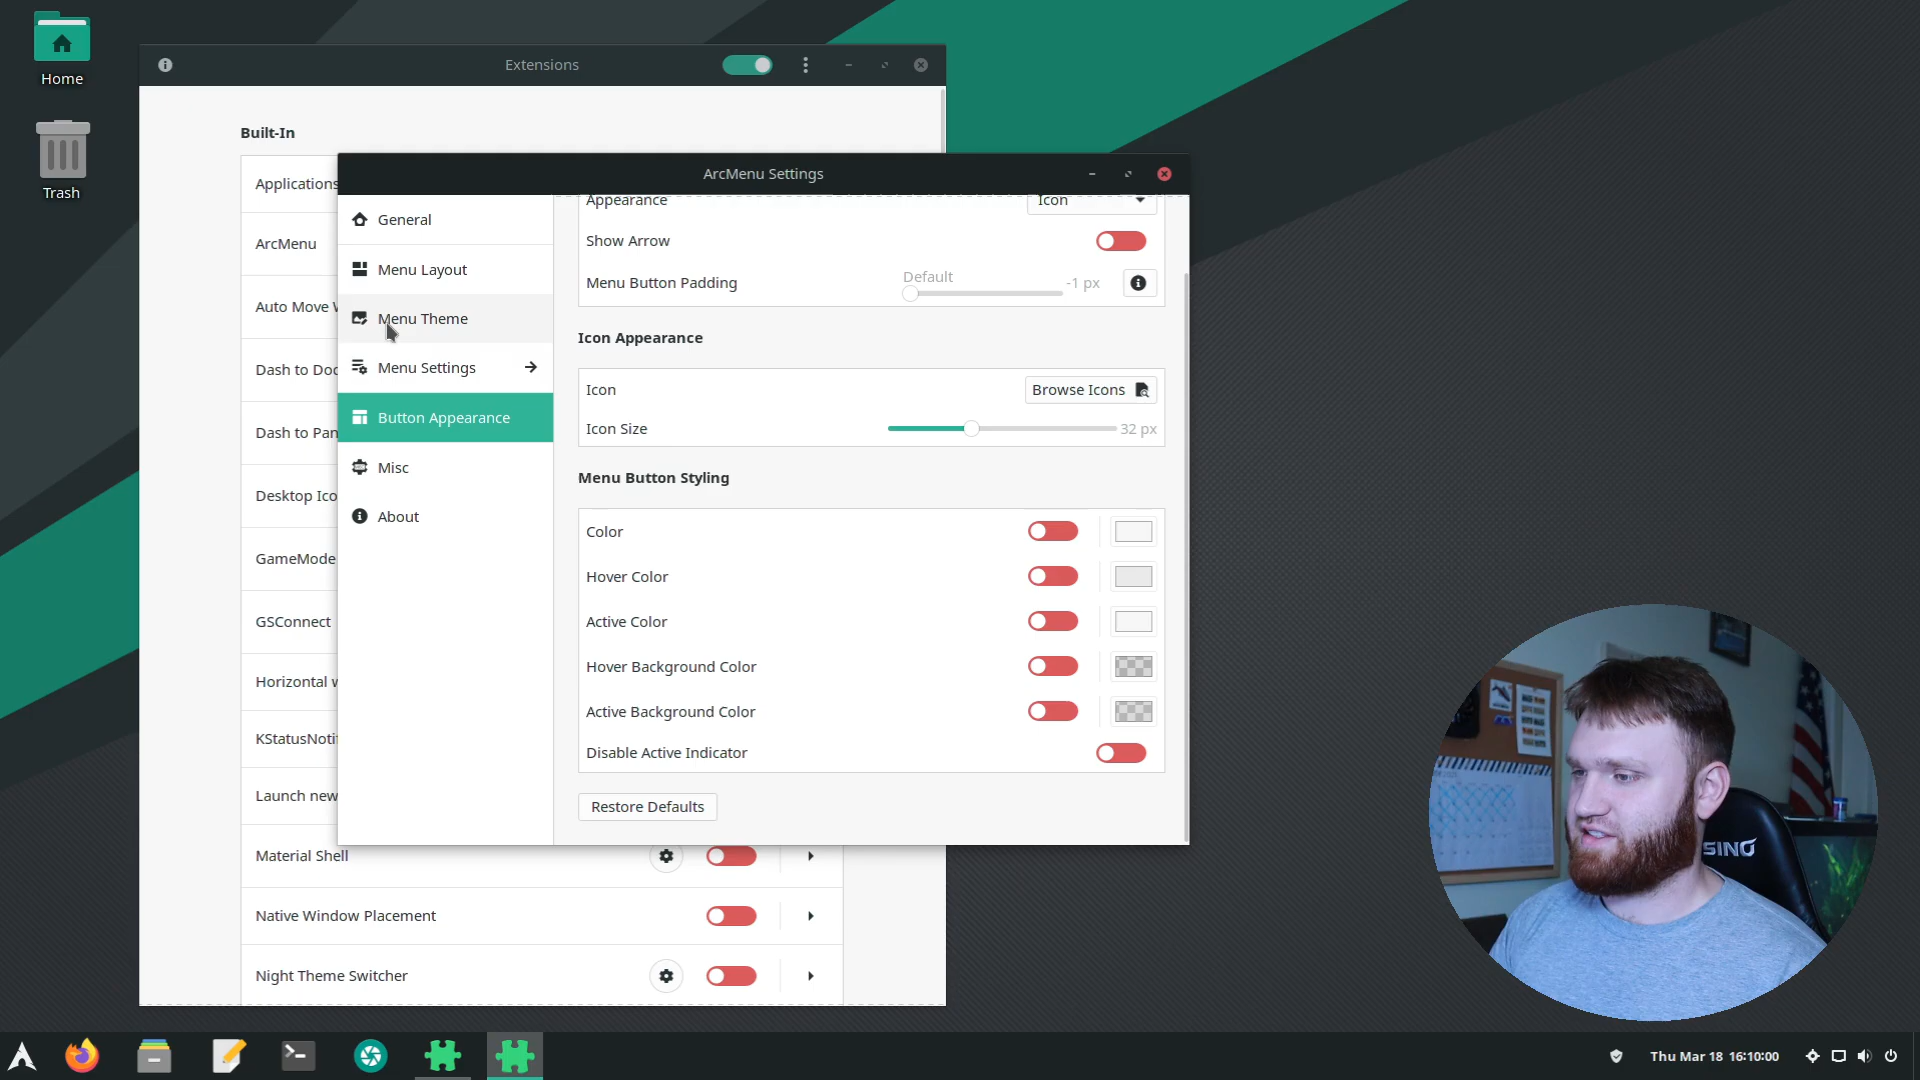 Home
Trash
Extensions
Built-In
Applications
ArcMenu
Auto Move W
Dash to Doc
Dash to Pan
Desktop Ico
GameMode
GSConnect
Horizontal w
KStatusNotif
Launch new
Material Shell
Native Window Placement
Night Theme Switcher
ArcMenu Settings
General
Menu Layout
Menu Theme
Menu Settings
Button Appearance
Misc
About
Appearance
Icon
Show Arrow
Menu Button Padding
Default
-1 px
Icon Appearance
Icon
Browse Icons
Icon Size
32 px
Menu Button Styling
Color
Hover Color
Active Color
Hover Background Color
Active Background Color
Disable Active Indicator
Restore Defaults
SING
Thu Mar 18 16:10:00